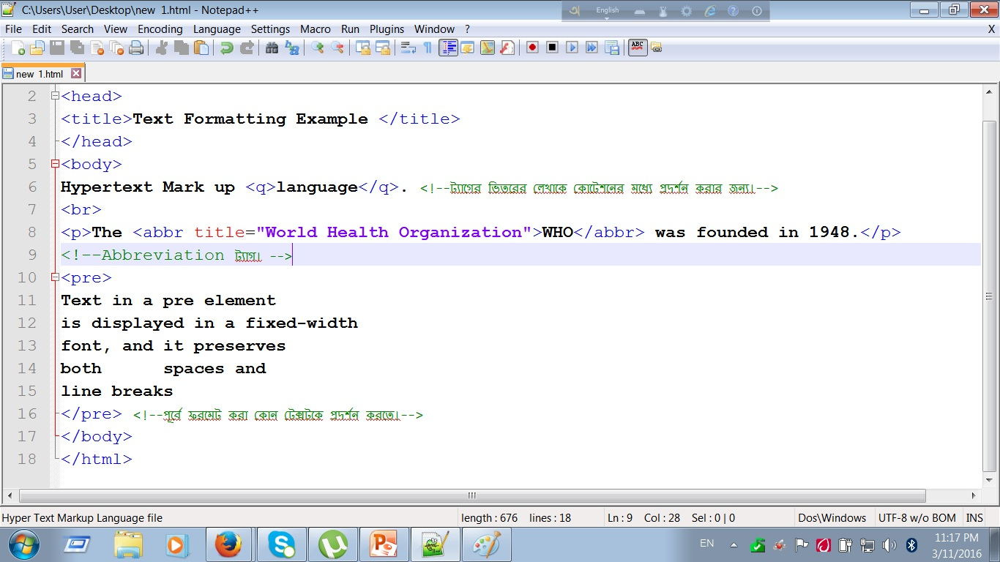 C:\Users\User\Desktop\new  1.html - Notepad++
English
File Edit Search View Encoding Language Settings Macro Run Plugins Window ? X
ABC
new  1.html
2 <head>
3 <title>Text Formatting Example </title>
4 </head>
5 <body>
6 Hypertext Mark up <q>language</q>. <!--ট্যাগের ভিতরের লেখাকে কোটেশনের মধ্যে প্রদর্শন করার জন্য।-->
7 <br>
8 <p>The <abbr title="World Health Organization">WHO</abbr> was founded in 1948.</p>
9 <!--Abbreviation ট্যাগ। -->
10 <pre>
11 Text in a pre element
12 is displayed in a fixed-width
13 font, and it preserves
14 both      spaces and
15 line breaks
16 </pre> <!--পূর্বে ফরমেট করা কোন টেক্সটকে প্রদর্শন করতে।-->
17 </body>
18 </html>
Hyper Text Markup Language file length : 676 lines : 18 Ln : 9 Col : 28 Sel : 0 | 0 Dos\Windows UTF-8 w/o BOM INS
EN 11:17 PM
3/11/2016